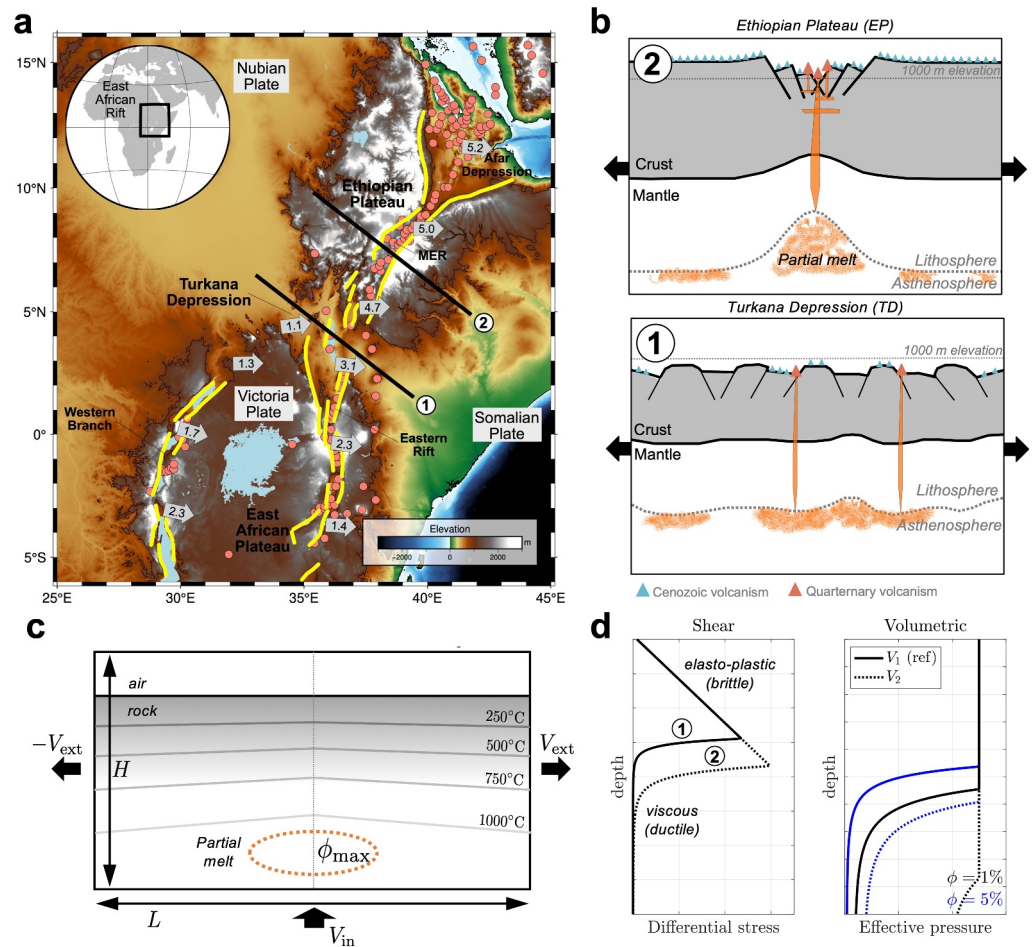 a
East
African
Rift
Nubian
Plate
15°N
10°N
5°N
0°
5°S
25°E
30°E
35°E
40°E
45°E
5.2
Afar
Depression
Ethiopian
Plateau
5.0
MER
Turkana
Depression
4.7
2
1.1
1.3
3.1
1
Victoria
Plate
Western
Branch
1.7
Somalian
Plate
2.3
Eastern
Rift
2.3
East
African
Plateau
1.4
Elevation
−2000
0
2000
m
b
Ethiopian Plateau (EP)
2
1000 m elevation
Crust
Mantle
Partial melt
Lithosphere
Asthenosphere
Turkana Depression (TD)
1
1000 m elevation
Crust
Mantle
Lithosphere
Asthenosphere
Cenozoic volcanism
Quaternary volcanism
c
air
rock
250°C
500°C
750°C
1000°C
−Vext
H
Vext
Partial
melt
ϕmax
L
Vin
d
Shear
elasto-plastic
(brittle)
1
2
depth
viscous
(ductile)
Differential stress
Volumetric
V1 (ref)
V2
depth
ϕ = 1%
ϕ = 5%
Effective pressure